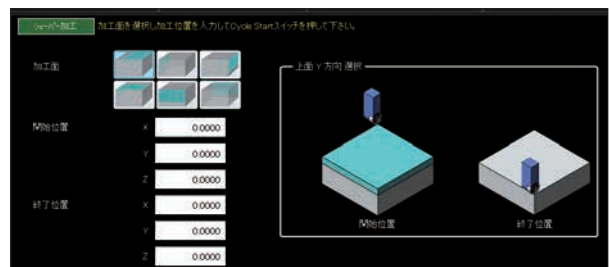 シェーパー加工
加工面を選択し加工位置を入力してCycle Startスイッチを押して下さい。
加工面
上面 Y方向 選択
開始位置
X 0.0000
Y 0.0000
Z 0.0000
終了位置
X 0.0000
Y 0.0000
Z 0.0000
開始位置
終了位置